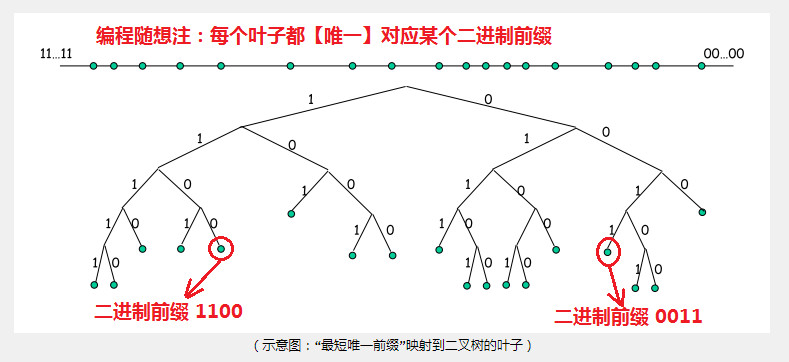 编程随想注：每个叶子都【唯一】对应某个二进制前缀
11...11 00...00
1 0
1 0 1 0
1 0 1 0 1 0 1 0
1 0 1 0 1 0 1 0 1 0 1 0
1 0 1 0 1 0 1 0
二进制前缀 1100
二进制前缀 0011
（示意图：“最短唯一前缀”映射到二叉树的叶子）